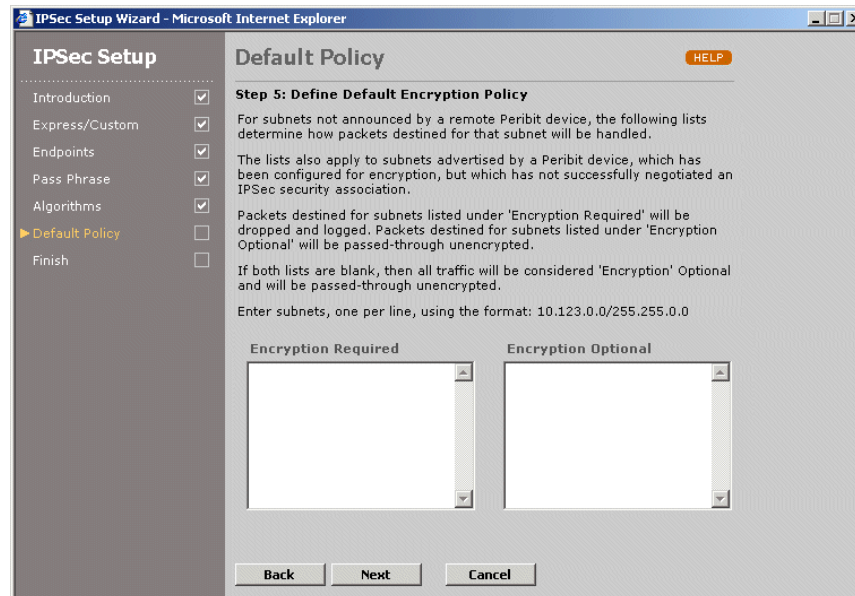 IPSec Setup Wizard - Microsoft Internet Explorer
IPSec Setup
Introduction
Express/Custom
Endpoints
Pass Phrase
Algorithms
Default Policy
Finish
Default Policy
HELP
Step 5: Define Default Encryption Policy
For subnets not announced by a remote Peribit device, the following lists
determine how packets destined for that subnet will be handled.
The lists also apply to subnets advertised by a Peribit device, which has
been configured for encryption, but which has not successfully negotiated an
IPSec security association.
Packets destined for subnets listed under 'Encryption Required' will be
dropped and logged. Packets destined for subnets listed under 'Encryption
Optional' will be passed-through unencrypted.
If both lists are blank, then all traffic will be considered 'Encryption' Optional
and will be passed-through unencrypted.
Enter subnets, one per line, using the format: 10.123.0.0/255.255.0.0
Encryption Required
Encryption Optional
Back
Next
Cancel